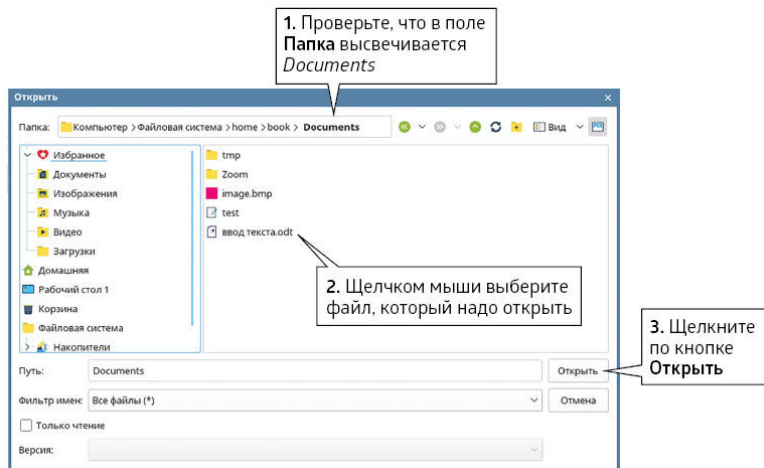 1. Проверьте, что в поле
Папка высвечивается
Documents
Открыть
Папка: Компьютер >Файловая система >home >book > Documents
Вид
Избранное
Документы
Изображения
Музыка
Видео
Загрузки
Домашняя
Рабочий стол 1
Корзина
Файловая система
Накопители
tmp
Zoom
image.bmp
test
ввод текста.odt
2. Щелчком мыши выберите
файл, который надо открыть
3. Щелкните
по кнопке
Открыть
Путь: Documents Открыть
Фильтр имен: Все файлы (*) Отмена
Только чтение
Версия: